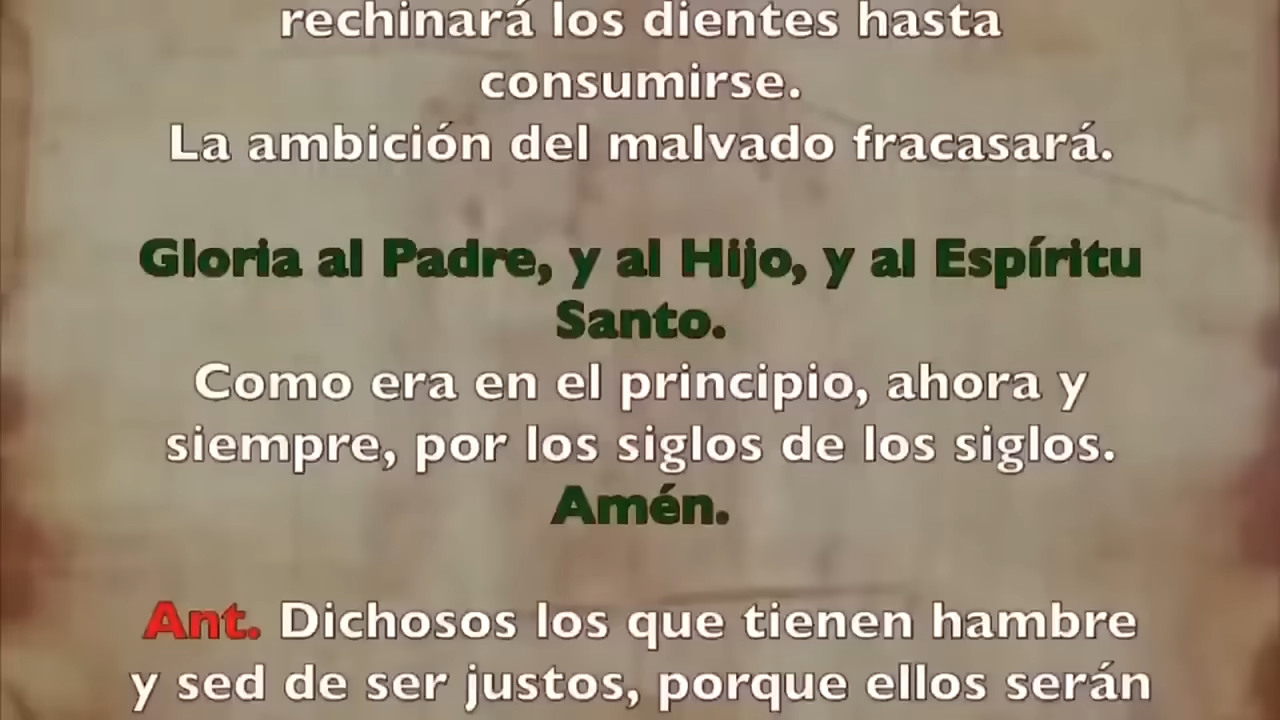 rechinará los dientes hasta
consumirse.
La ambición del malvado fracasará.
Gloria al Padre, y al Hijo, y al Espíritu
Santo.
Como era en el principio, ahora y
siempre, por los siglos de los siglos.
Amén.
Ant. Dichosos los que tienen hambre
y sed de ser justos, porque ellos serán